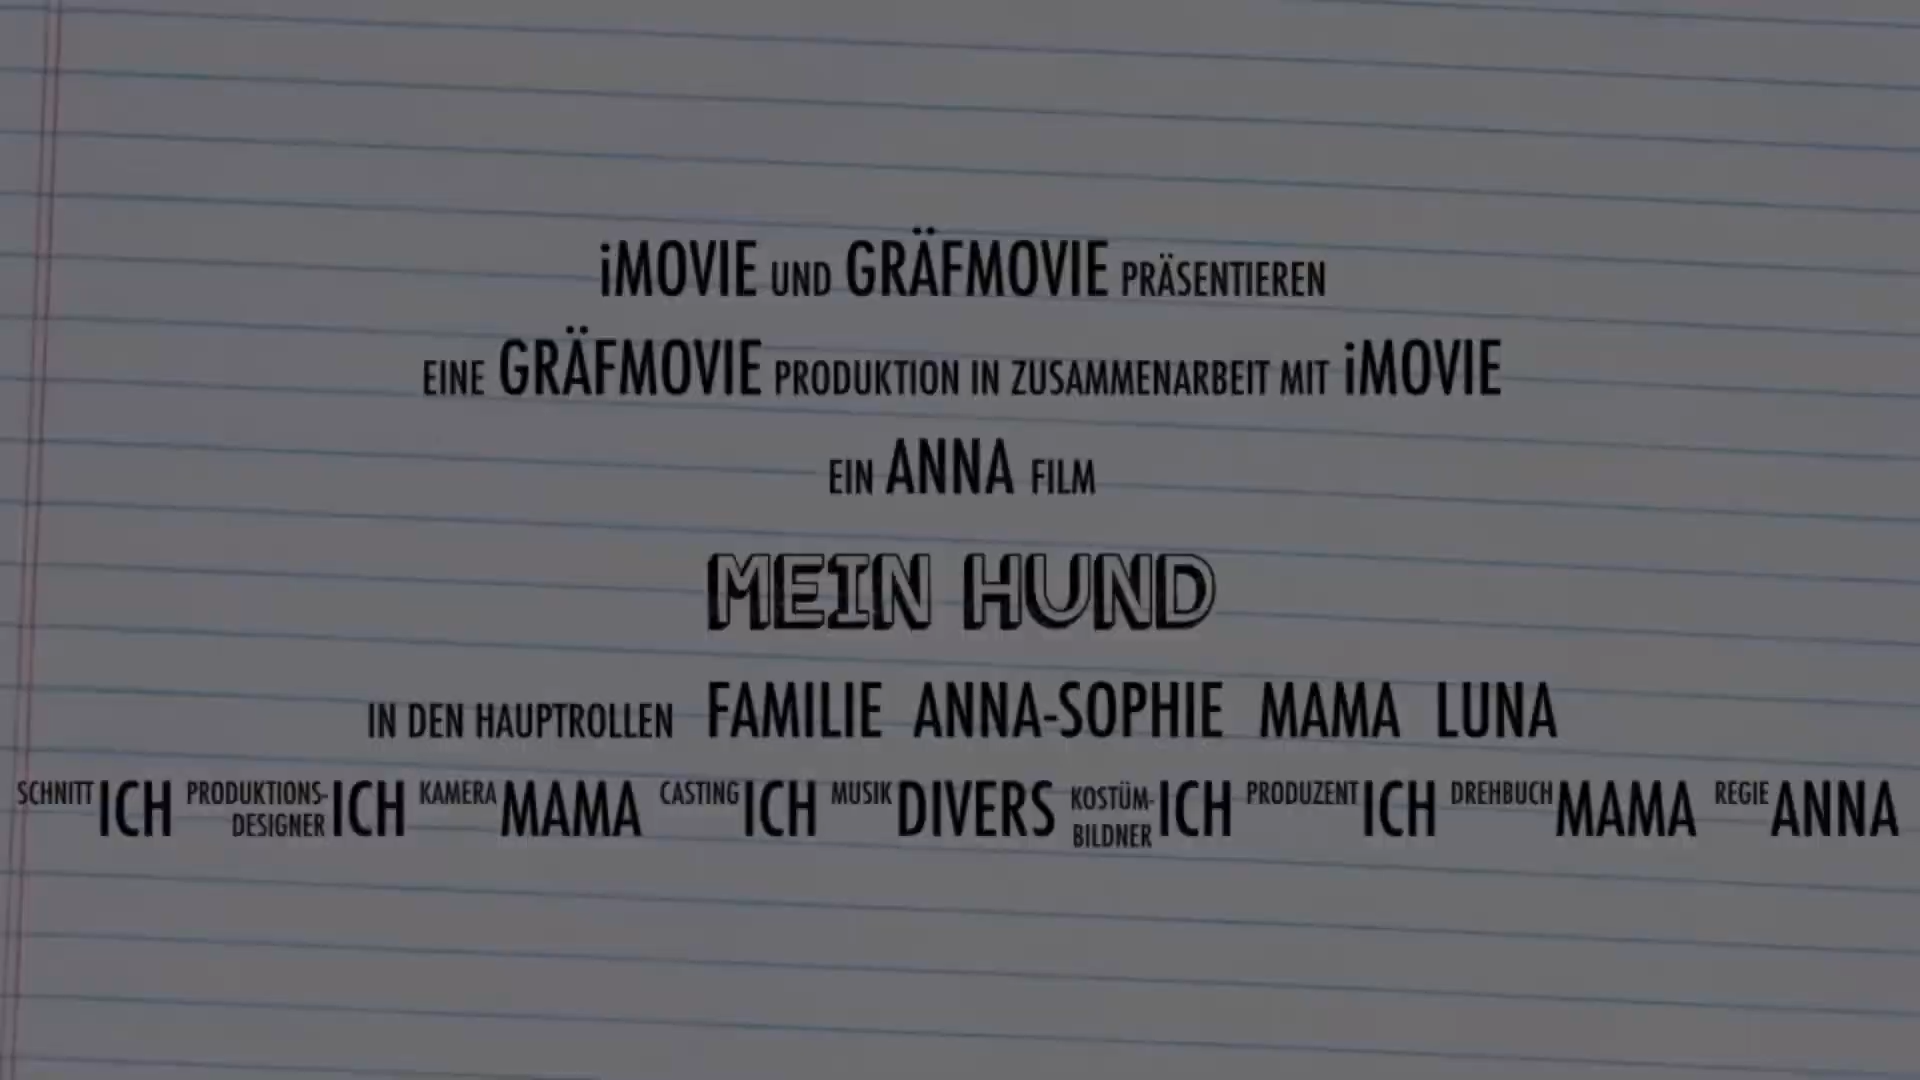 iMOVIE UND GRÄFMOVIE PRÄSENTIEREN
EINE GRÄFMOVIE PRODUKTION IN ZUSAMMENARBEIT MIT iMOVIE
EIN ANNA FILM
MEIN HUND
IN DEN HAUPTROLLEN FAMILIE ANNA-SOPHIE MAMA LUNA
SCHNITT ICH PRODUKTIONS-DESIGNER ICH KAMERA MAMA CASTING ICH MUSIK DIVERS KOSTÜM-BILDNER ICH PRODUZENT ICH DREHBUCH MAMA REGIE ANNA